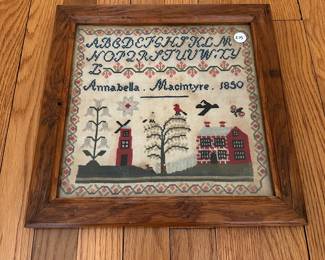 ABCDEFGHIJKLM
NOPQRSTUVWXY
Z
Annabella . Macintyre . 1850